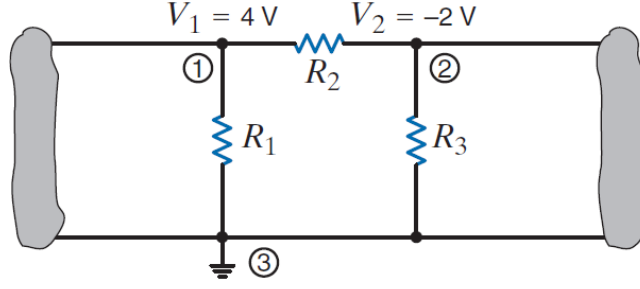 V₁ = 4 V   V₂ = –2 V
① R₂ ②
R₁ R₃
③